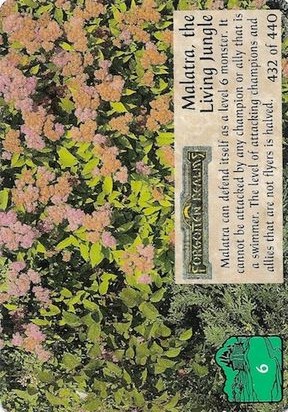 Malatra, the
Living Jungle
FORGOTTEN REALMS
Malatra can defend itself as a level 6 monster. It
cannot be attacked by any champion or ally that is
a swimmer. The level of attacking champions and
allies that are not flyers is halved.
432 of 440
6